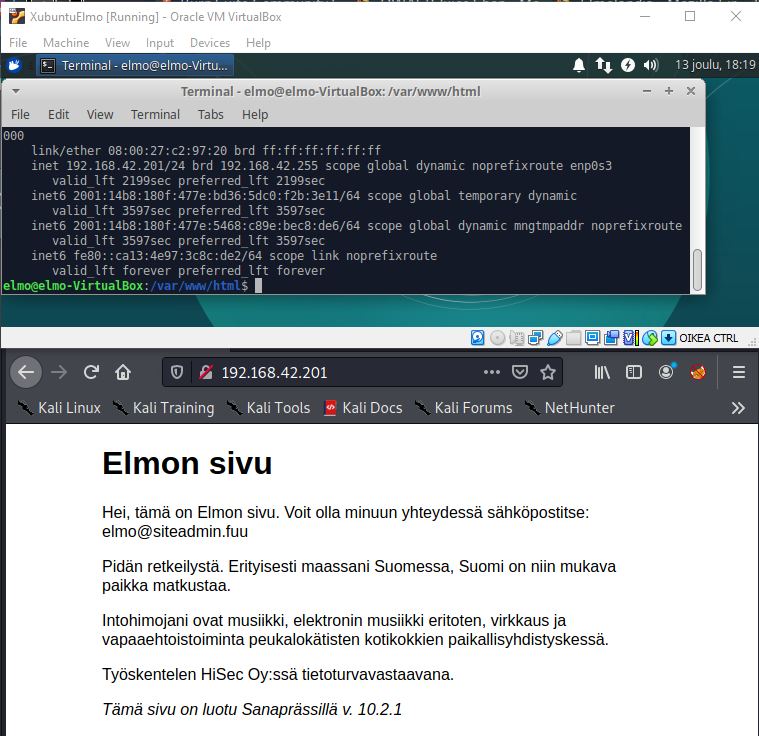 XubuntuElmo [Running] - Oracle VM VirtualBox
File Machine View Input Devices Help
Terminal - elmo@elmo-Virtu... 13 joulu, 18:19
Terminal - elmo@elmo-VirtualBox: /var/www/html
File Edit View Terminal Tabs Help
000
link/ether 08:00:27:c2:97:20 brd ff:ff:ff:ff:ff:ff
inet 192.168.42.201/24 brd 192.168.42.255 scope global dynamic noprefixroute enp0s3
valid_lft 2199sec preferred_lft 2199sec
inet6 2001:14b8:180f:477e:bd36:5dc0:f2b:3e11/64 scope global temporary dynamic
valid_lft 3597sec preferred_lft 3597sec
inet6 2001:14b8:180f:477e:5468:c89e:bec8:de6/64 scope global dynamic mngtmpaddr noprefixroute
valid_lft 3597sec preferred_lft 3597sec
inet6 fe80::ca13:4e97:3c8c:de2/64 scope link noprefixroute
valid_lft forever preferred_lft forever
elmo@elmo-VirtualBox:/var/www/html$
OIKEA CTRL
192.168.42.201
Kali Linux Kali Training Kali Tools Kali Docs Kali Forums NetHunter
Elmon sivu
Hei, tämä on Elmon sivu. Voit olla minuun yhteydessä sähköpostitse:
elmo@siteadmin.fuu
Pidän retkeilystä. Erityisesti maassani Suomessa, Suomi on niin mukava
paikka matkustaa.
Intohimojani ovat musiikki, elektronin musiikki eritoten, virkkaus ja
vapaaehtoistoiminta peukalokätisten kotikokkien paikallisyhdistyskessä.
Työskentelen HiSec Oy:ssä tietoturvavastaavana.
Tämä sivu on luotu Sanaprässillä v. 10.2.1